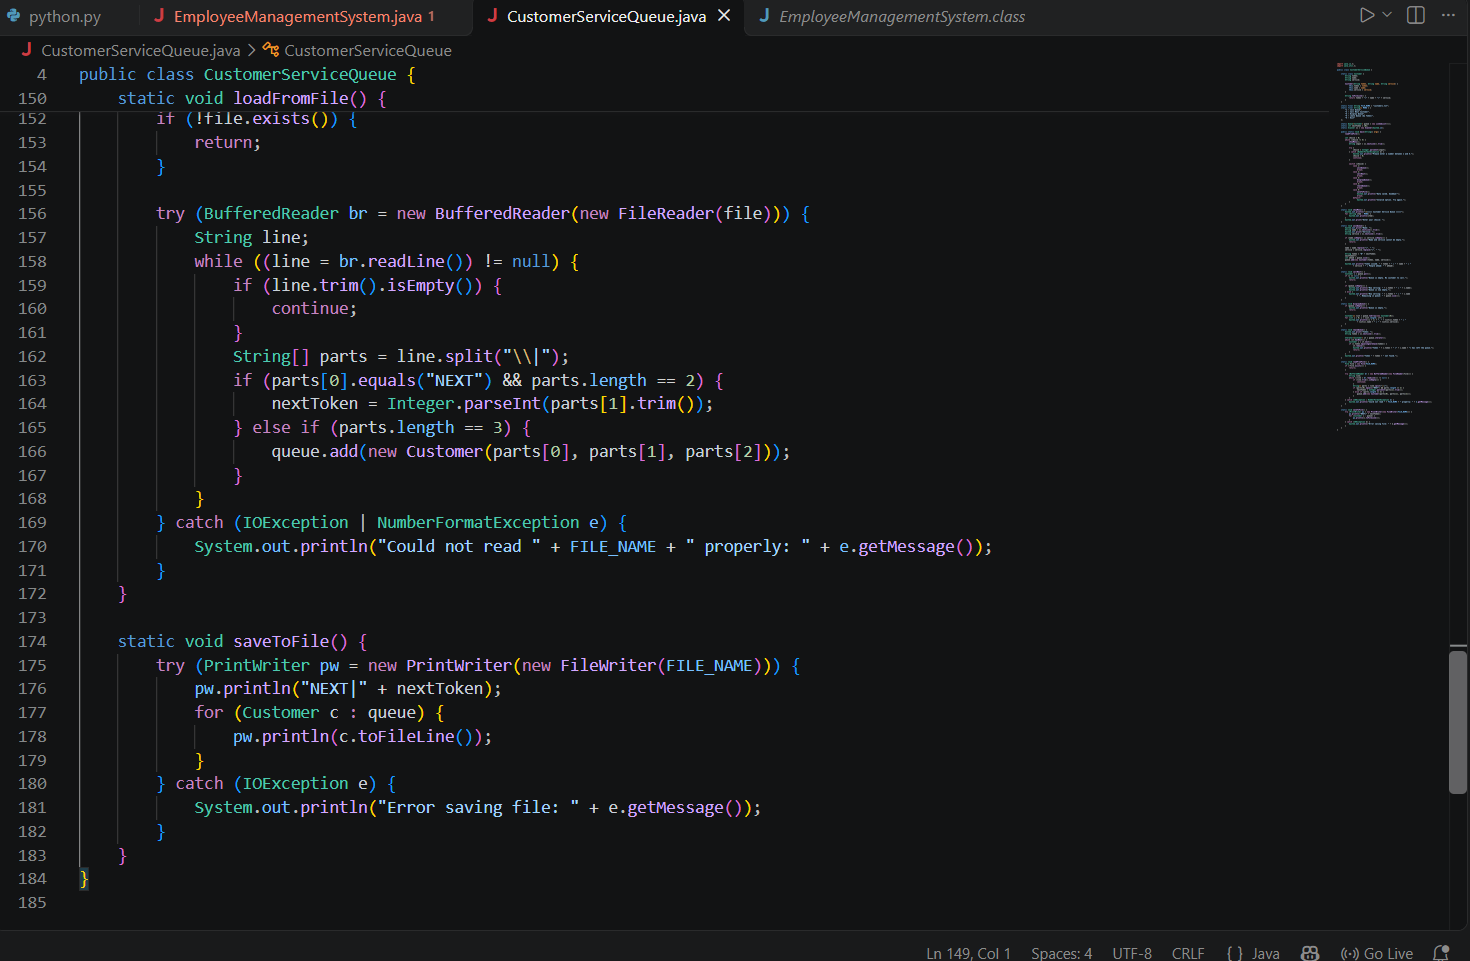 python.py
EmployeeManagementSystem.java 1
CustomerServiceQueue.java
EmployeeManagementSystem.class
CustomerServiceQueue.java > CustomerServiceQueue
4 public class CustomerServiceQueue {
150 static void loadFromFile() {
152 if (!file.exists()) {
153 return;
154 }
155
156 try (BufferedReader br = new BufferedReader(new FileReader(file))) {
157 String line;
158 while ((line = br.readLine()) != null) {
159 if (line.trim().isEmpty()) {
160 continue;
161 }
162 String[] parts = line.split("\\|");
163 if (parts[0].equals("NEXT") && parts.length == 2) {
164 nextToken = Integer.parseInt(parts[1].trim());
165 } else if (parts.length == 3) {
166 queue.add(new Customer(parts[0], parts[1], parts[2]));
167 }
168 }
169 } catch (IOException | NumberFormatException e) {
170 System.out.println("Could not read " + FILE_NAME + " properly: " + e.getMessage());
171 }
172 }
173
174 static void saveToFile() {
175 try (PrintWriter pw = new PrintWriter(new FileWriter(FILE_NAME))) {
176 pw.println("NEXT|" + nextToken);
177 for (Customer c : queue) {
178 pw.println(c.toFileLine());
179 }
180 } catch (IOException e) {
181 System.out.println("Error saving file: " + e.getMessage());
182 }
183 }
184 }
185
Ln 149, Col 1 Spaces: 4 UTF-8 CRLF { } Java Go Live